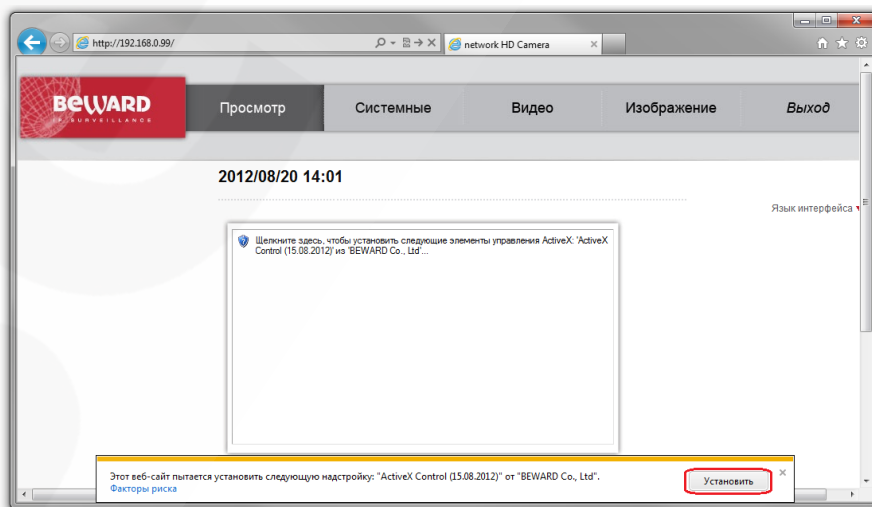 http://192.168.0.99/
network HD Camera
BEWARD
IP SURVEILLANCE
Просмотр
Системные
Видео
Изображение
Выход
2012/08/20 14:01
Язык интерфейса
Щелкните здесь, чтобы установить следующие элементы управления ActiveX: 'ActiveX
Control (15.08.2012)' из 'BEWARD Co., Ltd'...
Этот веб-сайт пытается установить следующую надстройку: "ActiveX Control (15.08.2012)" от "BEWARD Co., Ltd".
Факторы риска
Установить